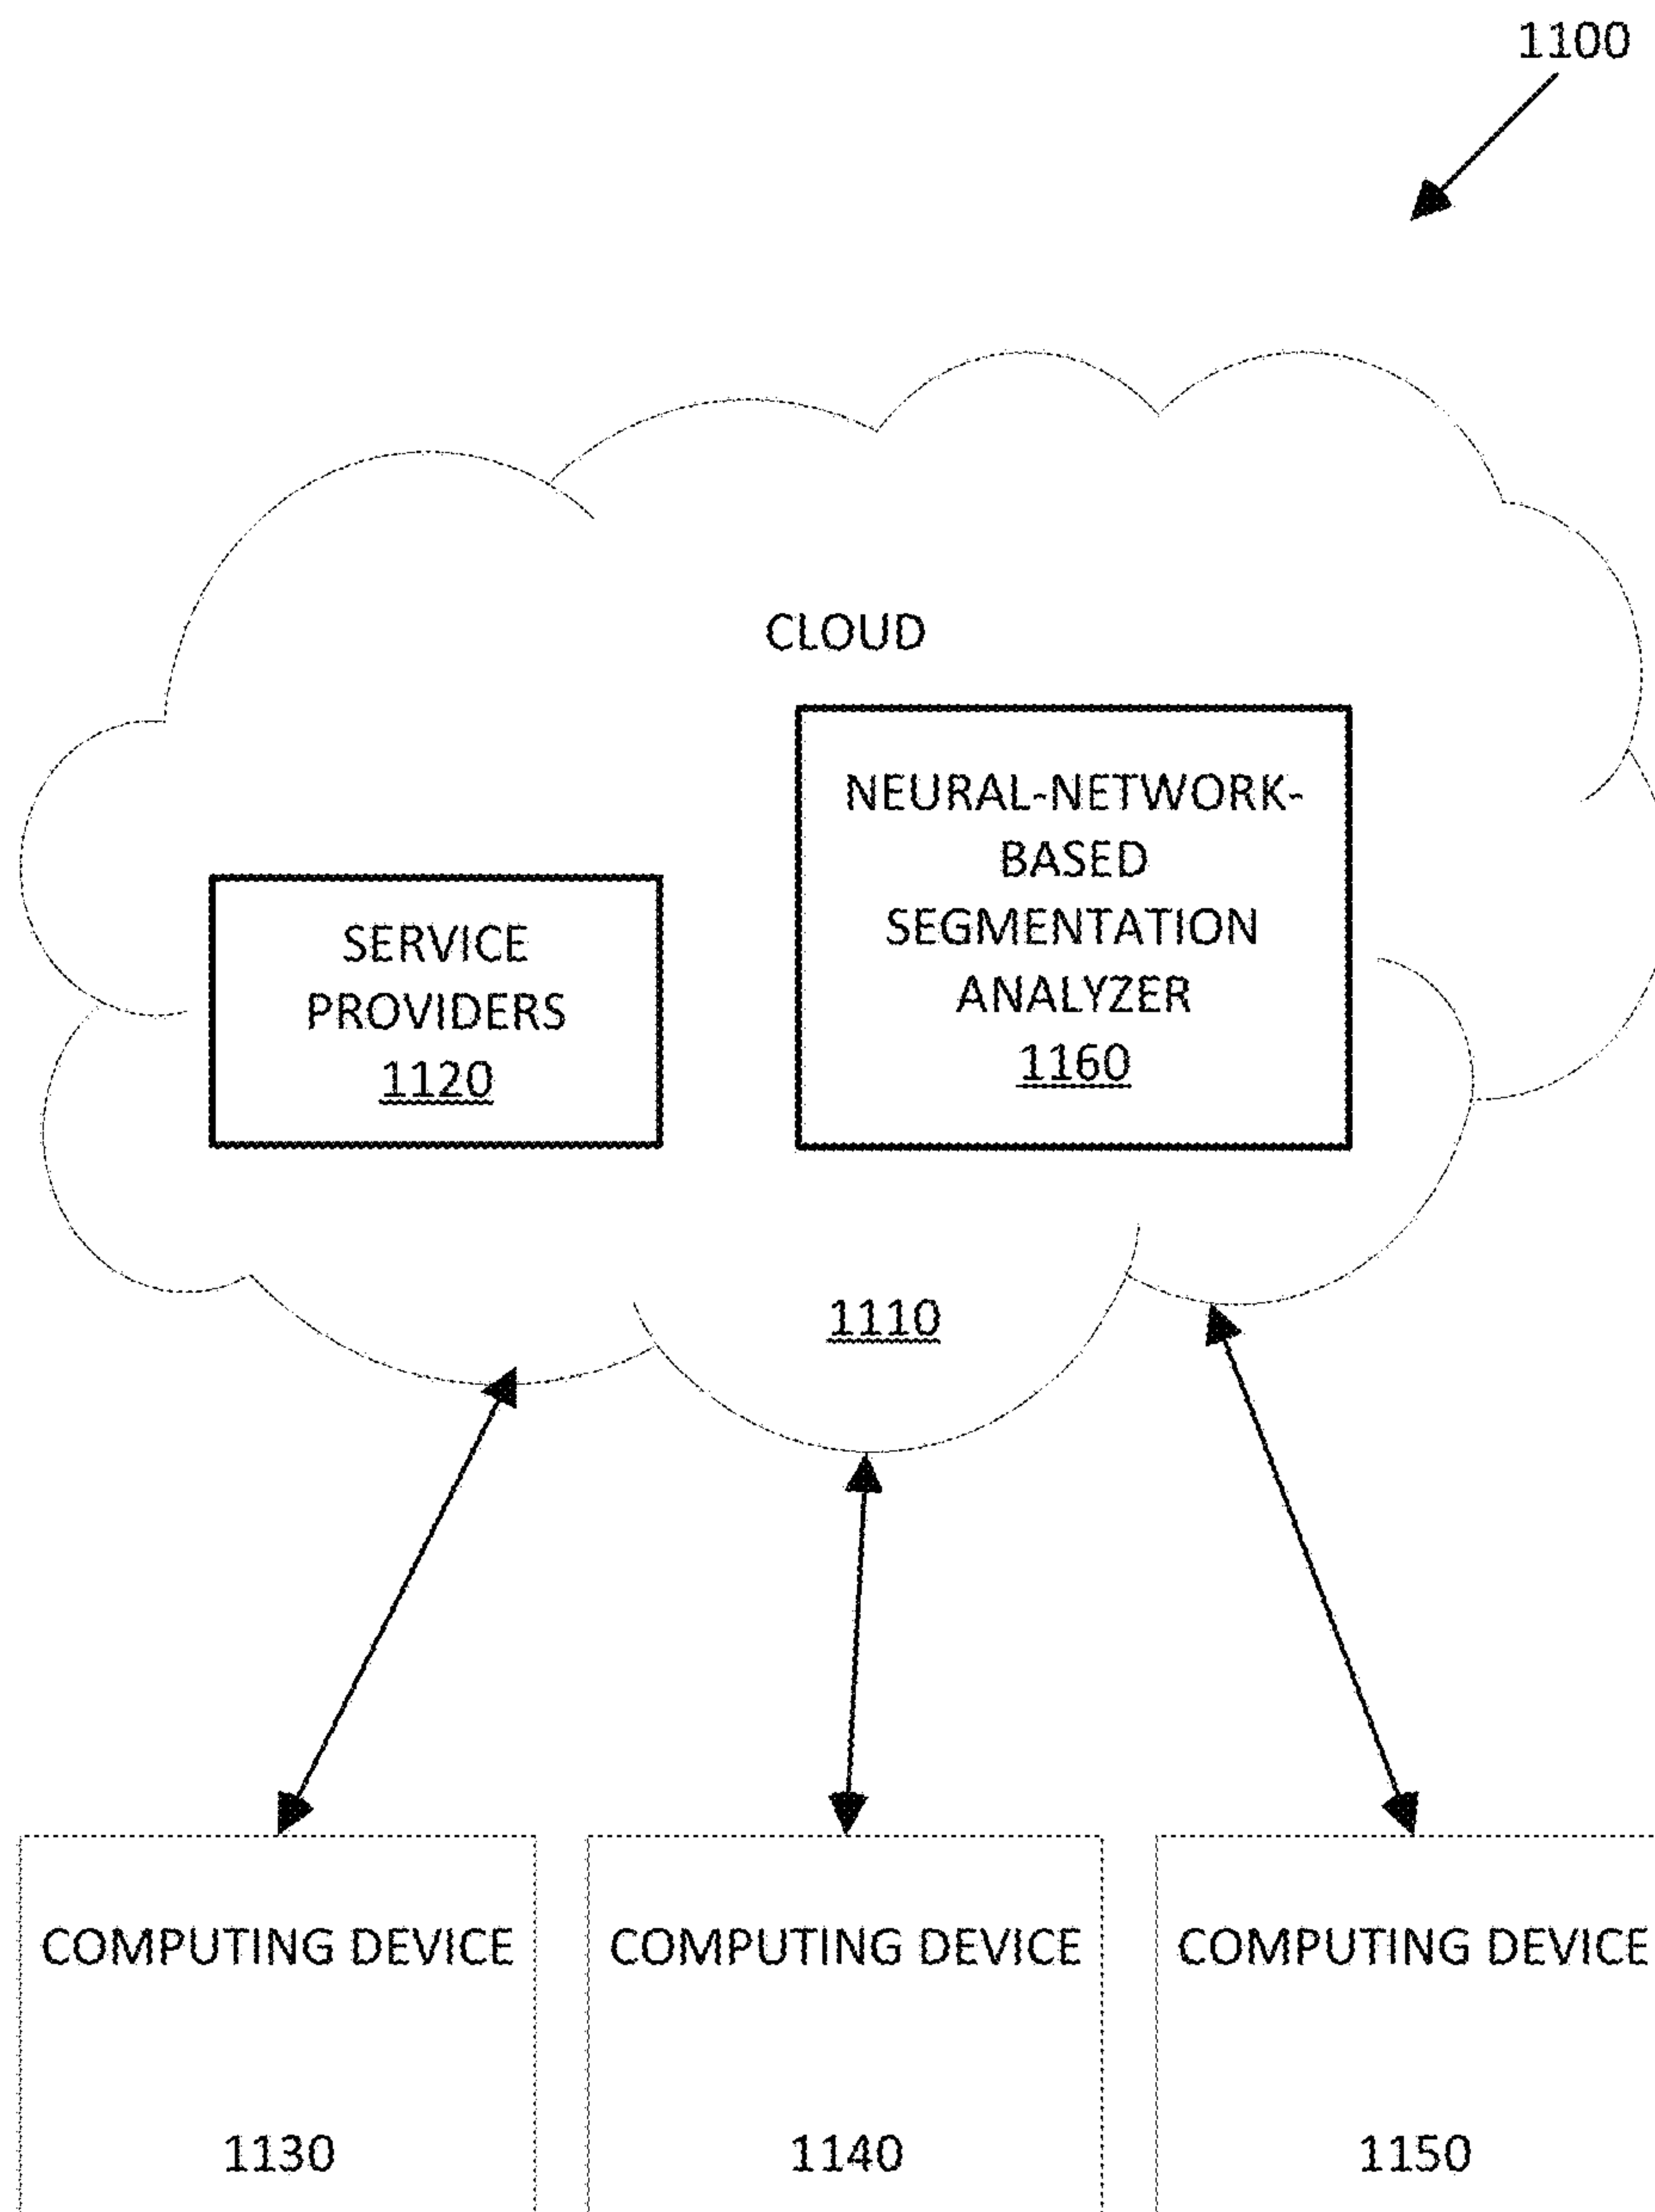 1100
CLOUD
NEURAL-NETWORK-
BASED
SEGMENTATION
ANALYZER
1160
SERVICE
PROVIDERS
1120
1110
COMPUTING DEVICE
1130
COMPUTING DEVICE
1140
COMPUTING DEVICE
1150